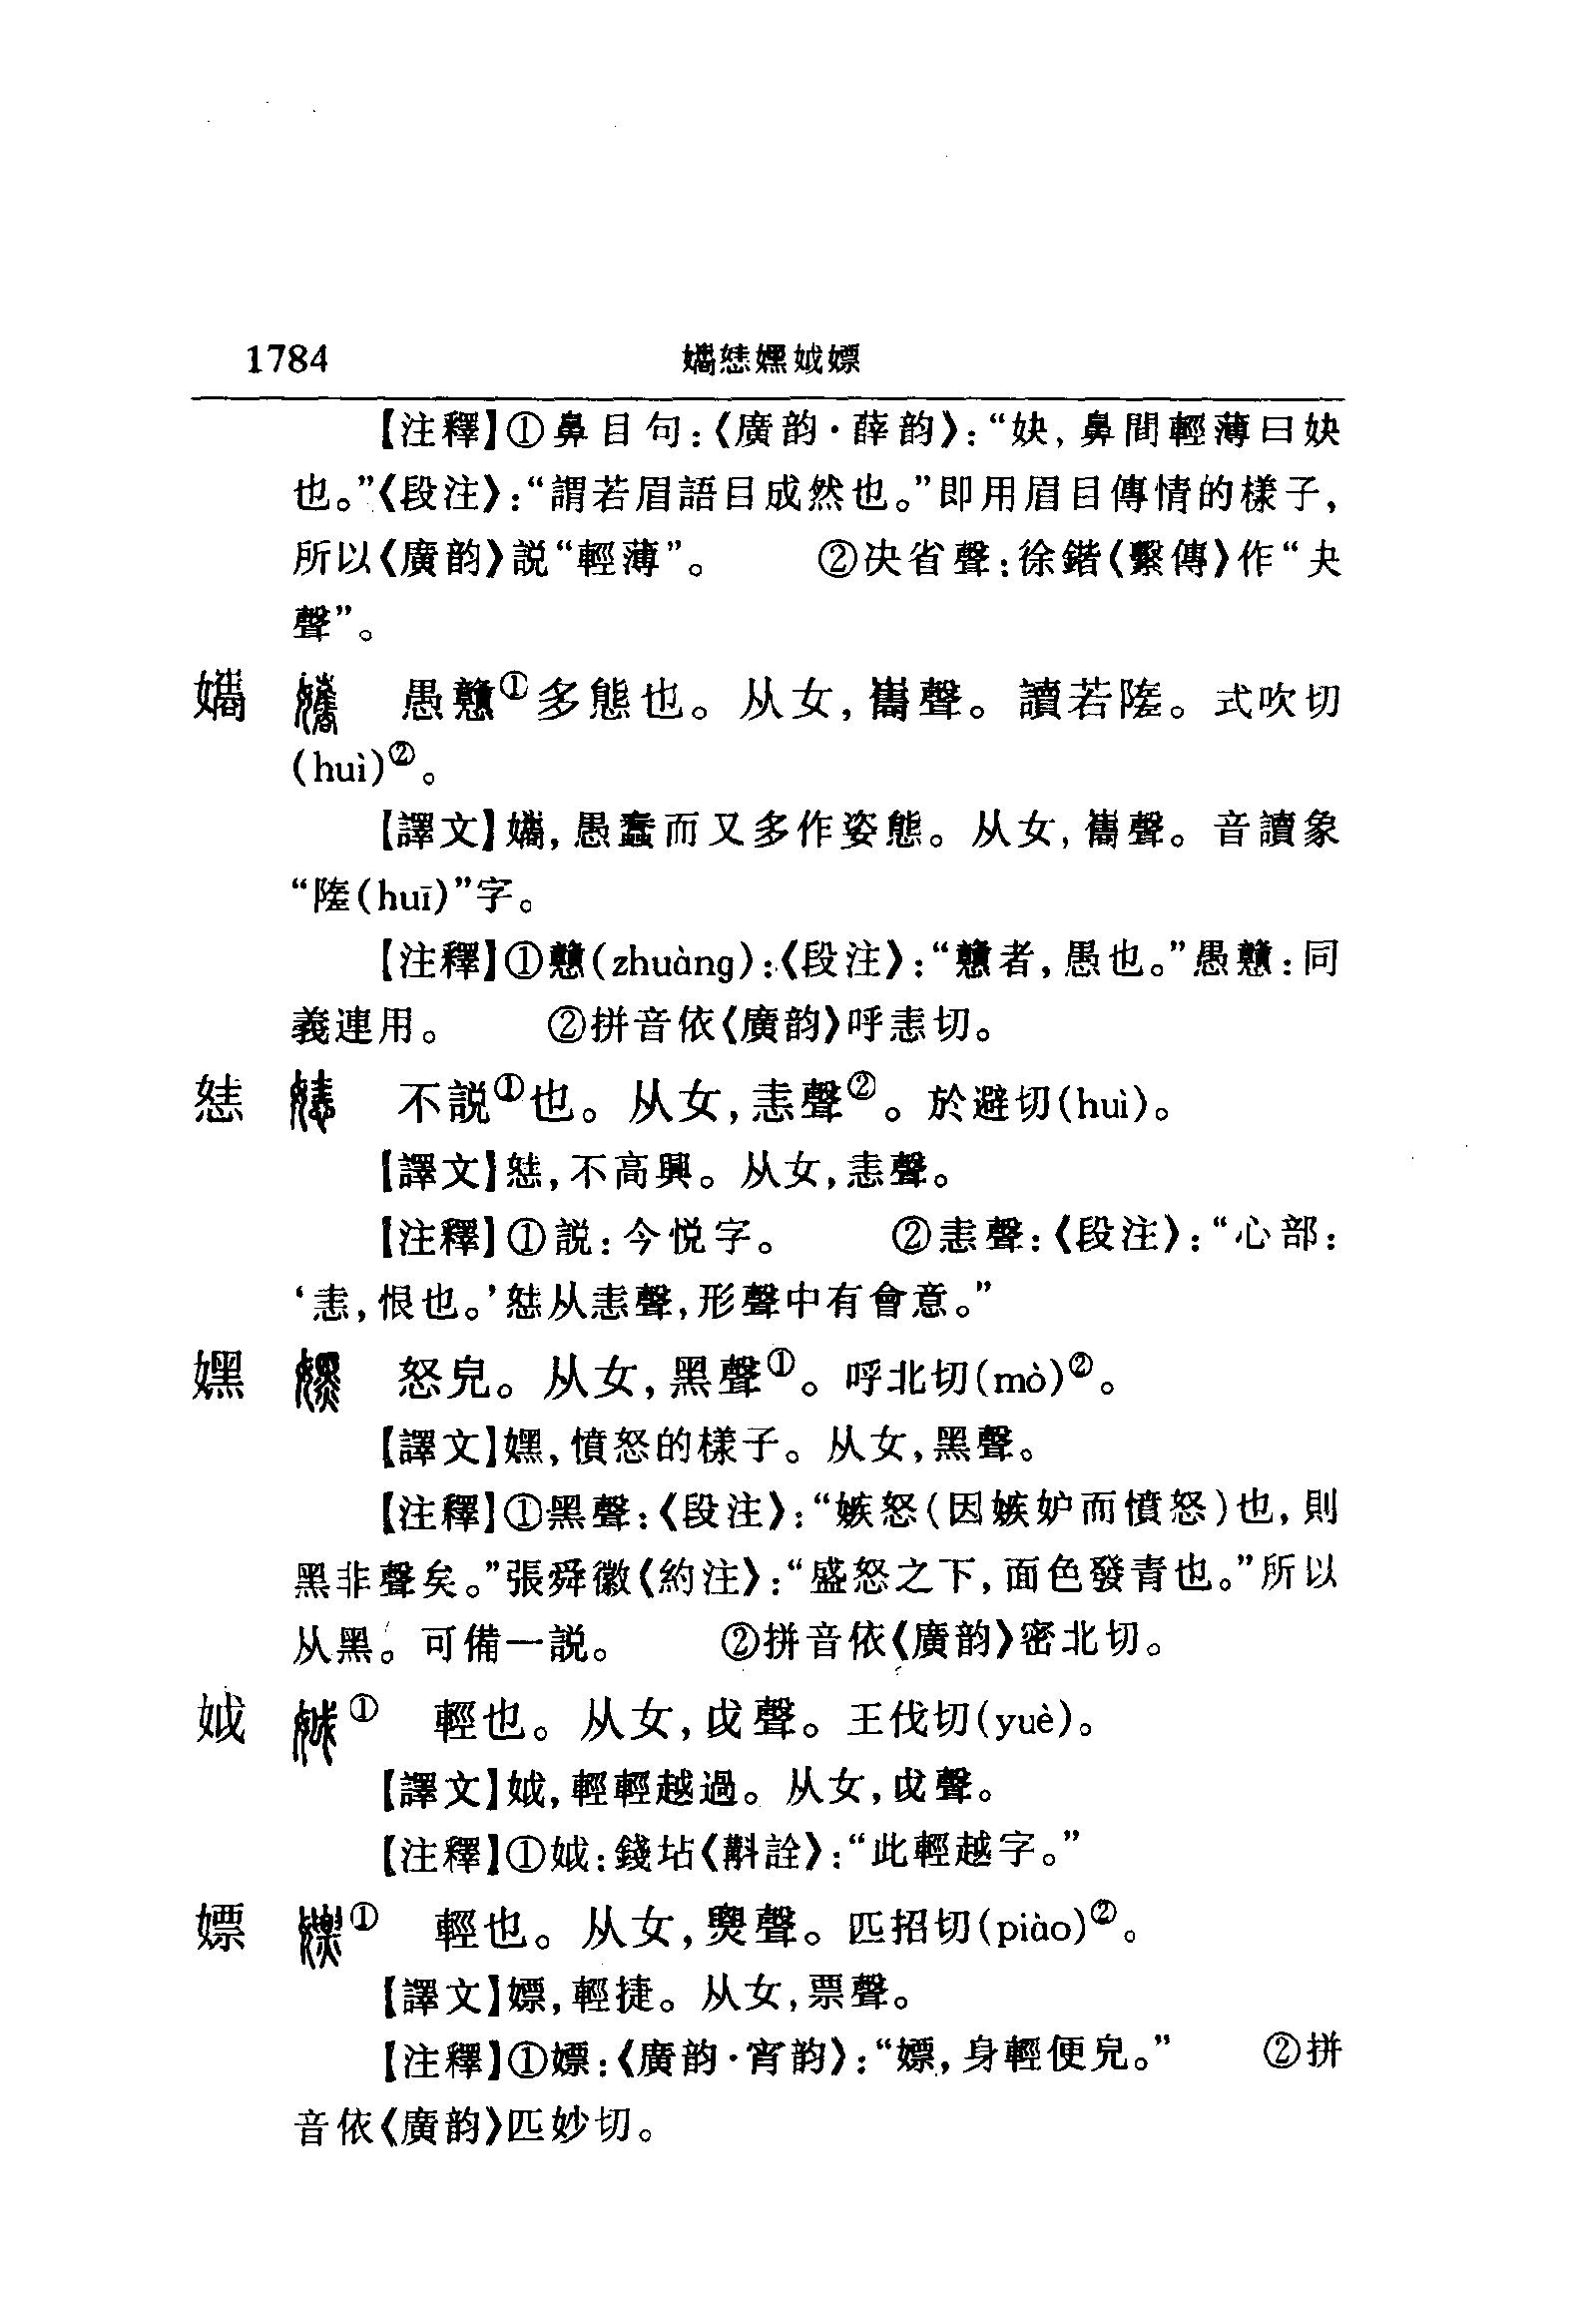 1784 孈㛱嫼娍嫖
【注釋】①鼻目句:《廣韵·薛韵》:“妜,鼻間輕薄曰妜
也。”《段注》:“謂若眉語目成然也。”即用眉目傳情的樣子,
所以《廣韵》説“輕薄”。 ②决省聲:徐鍇《繫傳》作“夬
聲”。
孈 愚戇①多態也。从女,巂聲。讀若隓。式吹切
(huì)②。
【譯文】孈,愚蠢而又多作姿態。从女,巂聲。音讀象
“隓(huī)”字。
【注釋】①戇(zhuàng):《段注》:“戇者,愚也。”愚戇:同
義連用。 ②拼音依《廣韵》呼恚切。
㛱 不説①也。从女,恚聲②。於避切(huì)。
【譯文】㛱,不高興。从女,恚聲。
【注釋】①説:今悦字。 ②恚聲:《段注》:“心部:
‘恚,恨也。’㛱从恚聲,形聲中有會意。”
嫼 怒皃。从女,黑聲①。呼北切(mò)②。
【譯文】嫼,憤怒的樣子。从女,黑聲。
【注釋】①黑聲:《段注》:“嫉怒(因嫉妒而憤怒)也,則
黑非聲矣。”張舜徽《約注》:“盛怒之下,面色發青也。”所以
从黑。可備一説。 ②拼音依《廣韵》密北切。
娍① 輕也。从女,戉聲。王伐切(yuè)。
【譯文】娍,輕輕越過。从女,戉聲。
【注釋】①娍:錢坫《斠詮》:“此輕越字。”
嫖① 輕也。从女,㶾聲。匹招切(piào)②。
【譯文】嫖,輕捷。从女,票聲。
【注釋】①嫖:《廣韵·宵韵》:“嫖,身輕便皃。” ②拼
音依《廣韵》匹妙切。